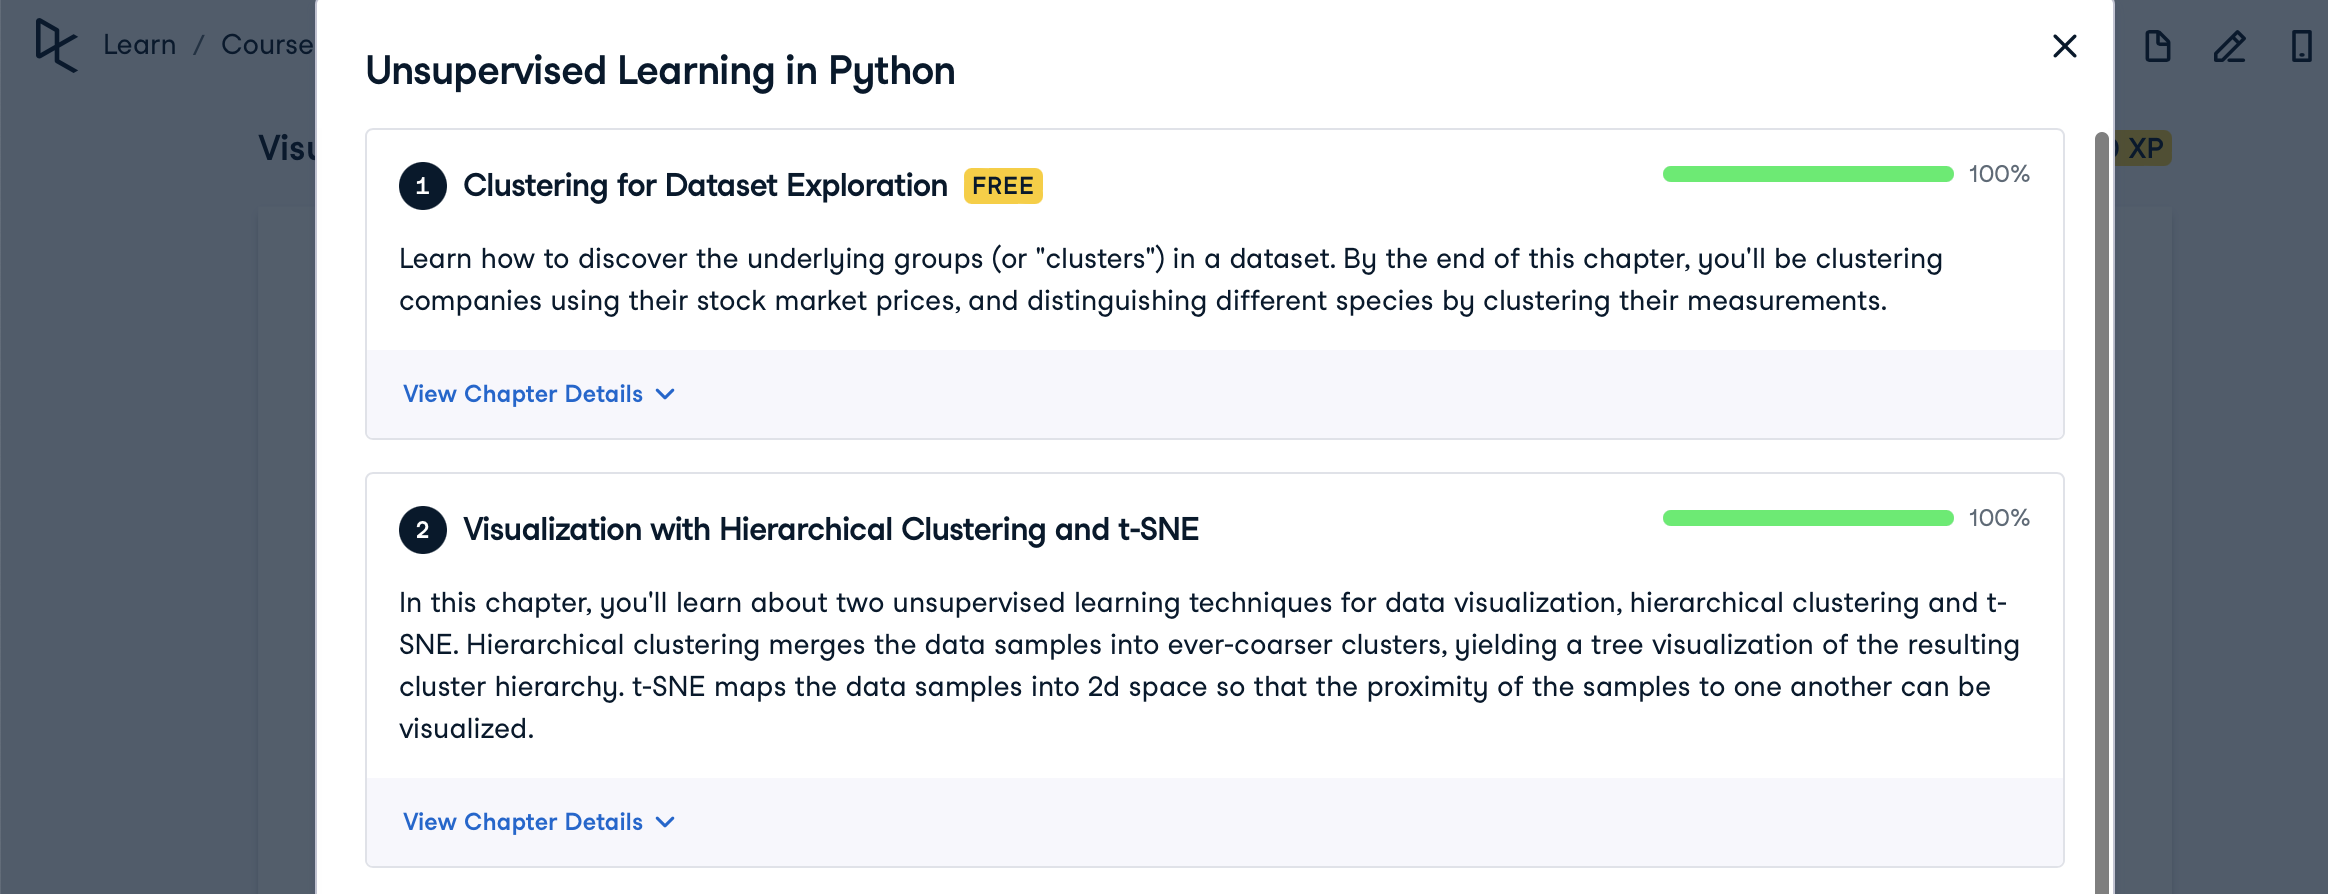 Learn / Course
Unsupervised Learning in Python
XP
1 Clustering for Dataset Exploration FREE 100%
Learn how to discover the underlying groups (or "clusters") in a dataset. By the end of this chapter, you'll be clustering
companies using their stock market prices, and distinguishing different species by clustering their measurements.
View Chapter Details
2 Visualization with Hierarchical Clustering and t-SNE 100%
In this chapter, you'll learn about two unsupervised learning techniques for data visualization, hierarchical clustering and t-
SNE. Hierarchical clustering merges the data samples into ever-coarser clusters, yielding a tree visualization of the resulting
cluster hierarchy. t-SNE maps the data samples into 2d space so that the proximity of the samples to one another can be
visualized.
View Chapter Details